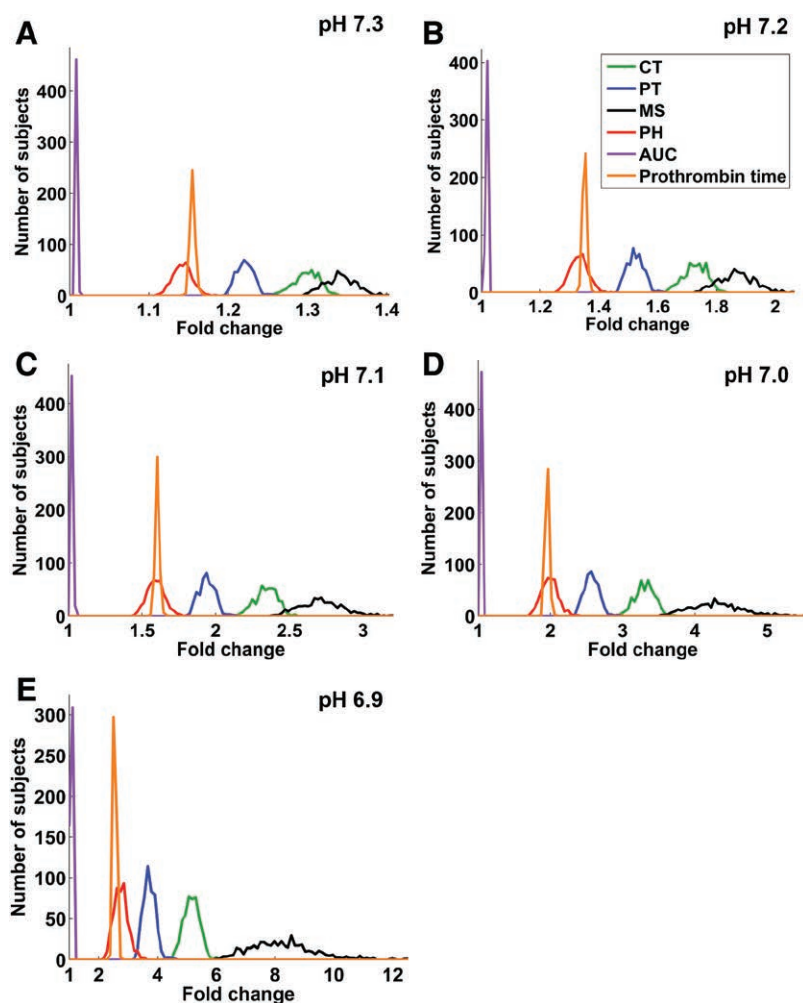 A
pH 7.3
Number of subjects
400
300
200
100
0
1
1.1
1.2
1.3
1.4
Fold change
B
pH 7.2
Number of subjects
400
300
200
100
0
1
1.2
1.4
1.6
1.8
2
Fold change
CT
PT
MS
PH
AUC
Prothrombin time
C
pH 7.1
Number of subjects
400
300
200
100
0
1
1.5
2
2.5
3
Fold change
D
pH 7.0
Number of subjects
400
300
200
100
0
1
2
3
4
5
Fold change
E
pH 6.9
Number of subjects
300
250
200
150
100
50
0
1
2
4
6
8
10
12
Fold change